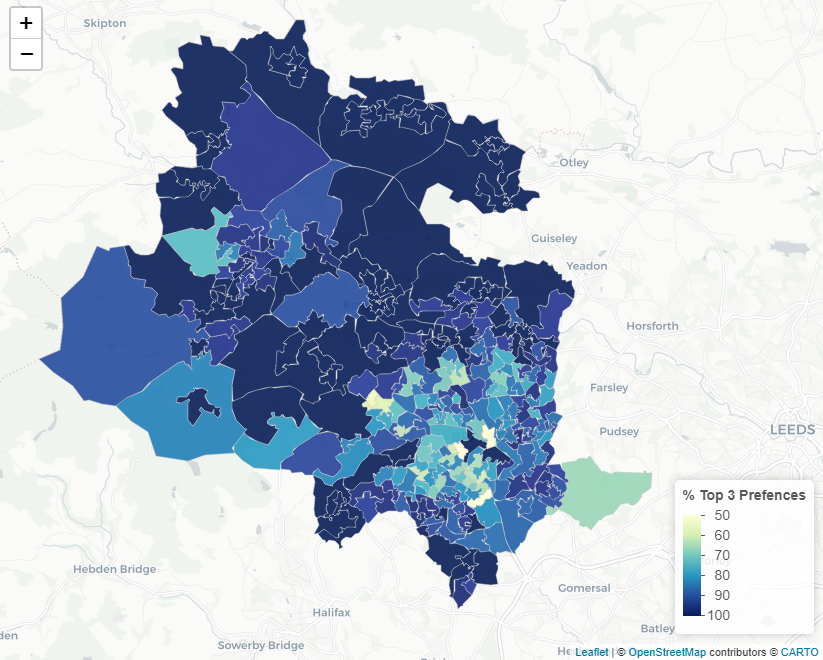 +
−
Skipton
Otley
Guiseley
Yeadon
Horsforth
Farsley
Pudsey
LEEDS
% Top 3 Prefences
50
60
70
80
90
100
Hebden Bridge
Gomersal
Halifax
Batley
Sowerby Bridge
Leaflet | © OpenStreetMap contributors © CARTO